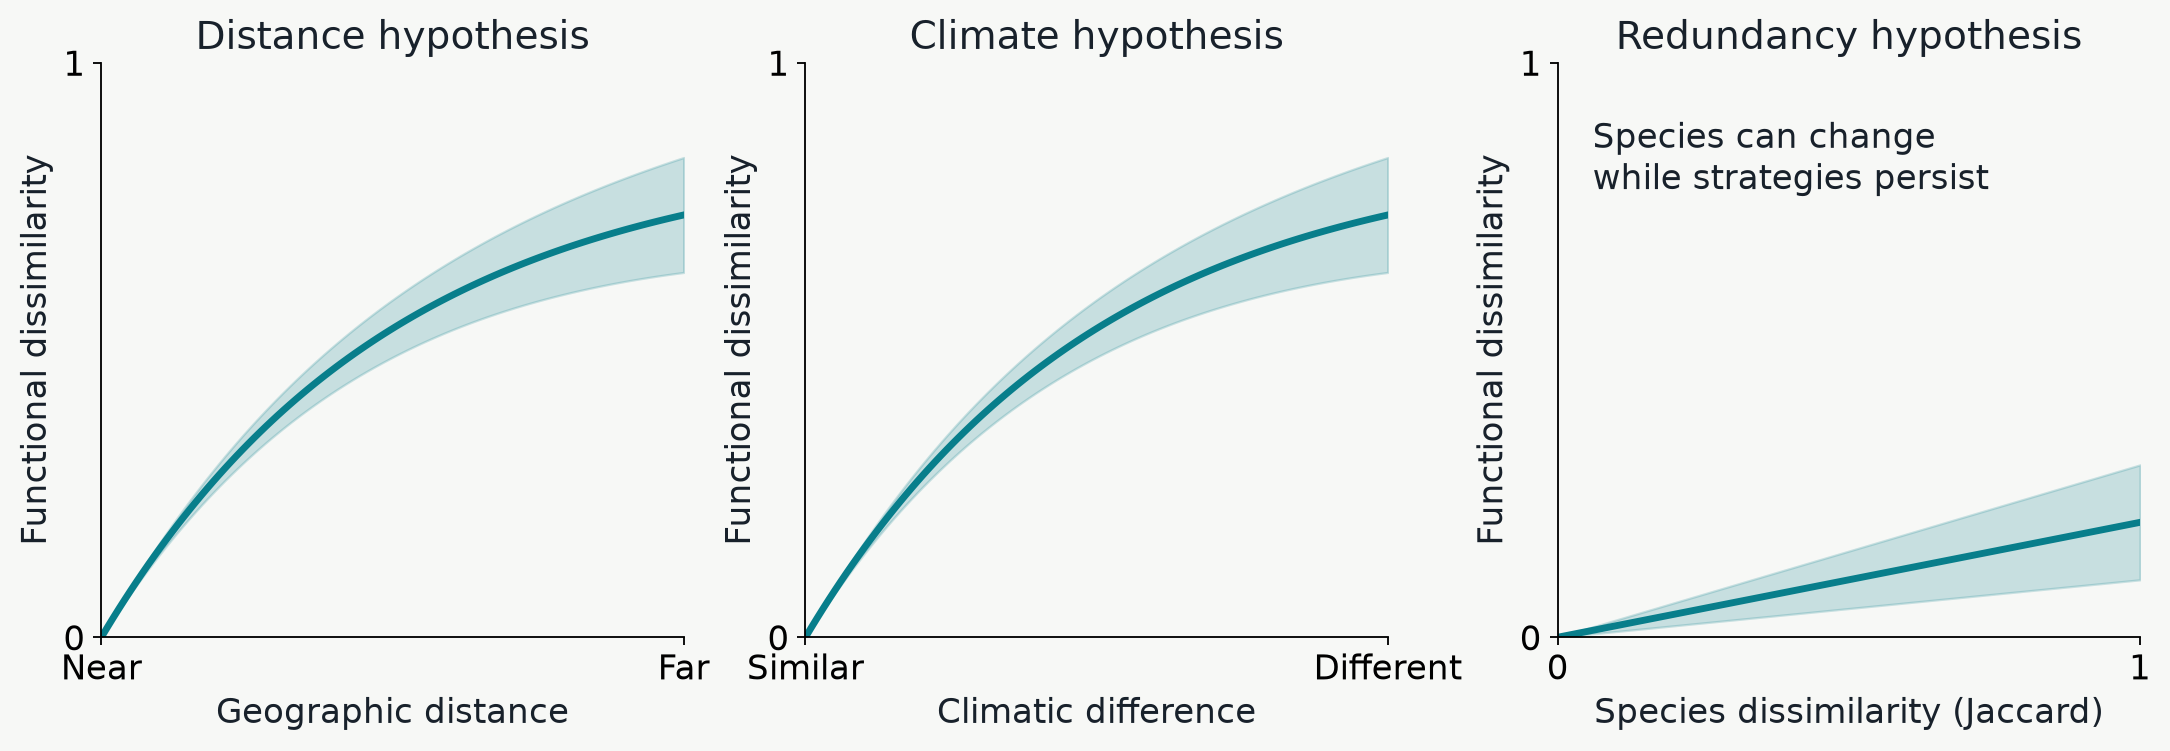 Distance hypothesis
1
Functional dissimilarity
0
Near
Far
Geographic distance
Climate hypothesis
1
Functional dissimilarity
0
Similar
Different
Climatic difference
Redundancy hypothesis
1
Species can change
while strategies persist
Functional dissimilarity
0
0
1
Species dissimilarity (Jaccard)